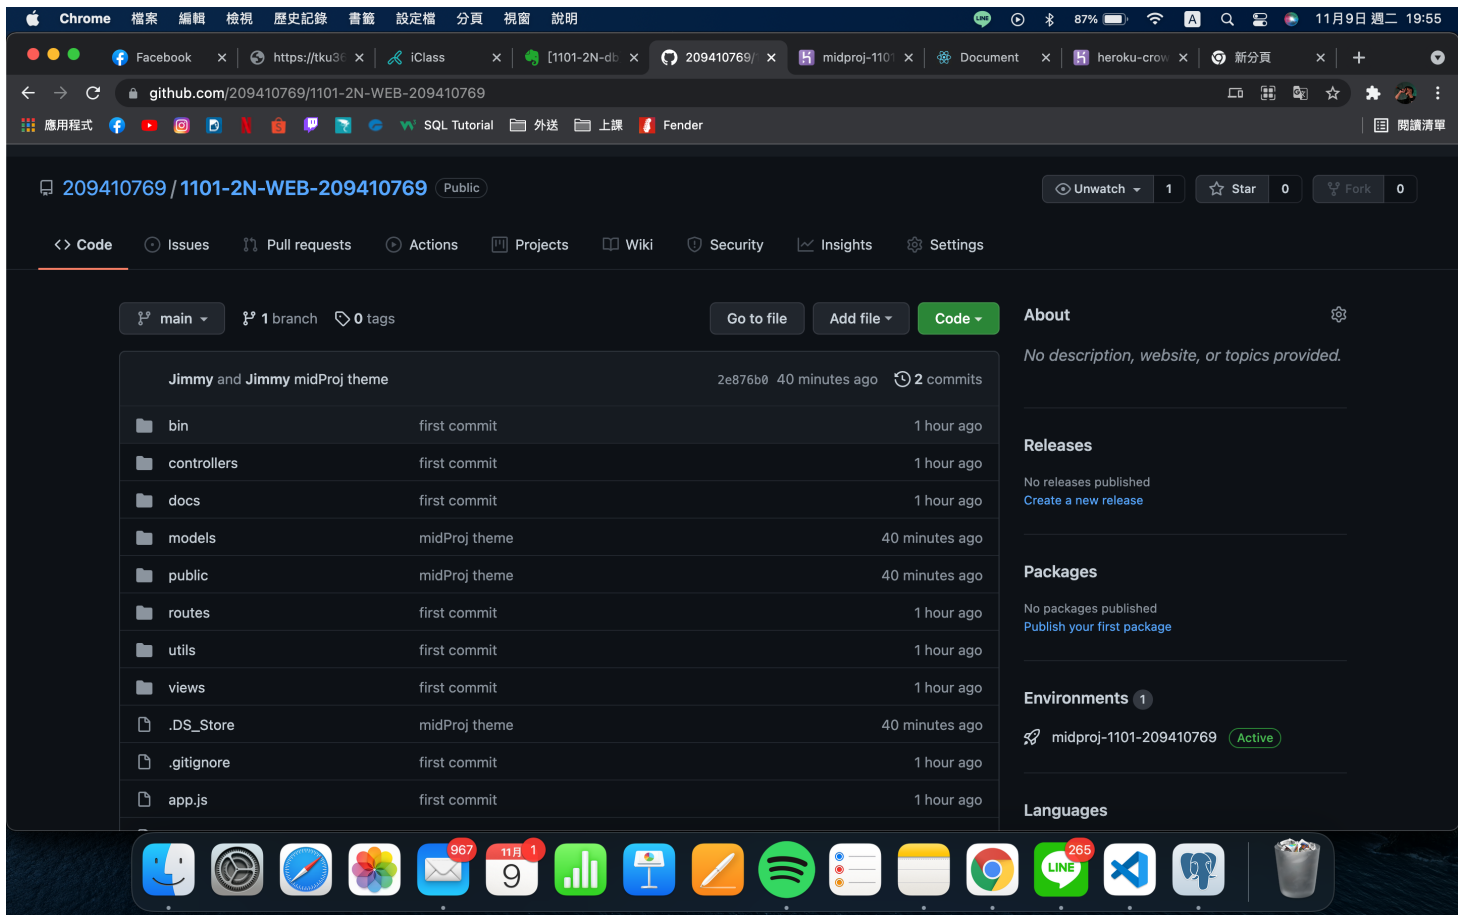 Chrome 檔案 編輯 檢視 歷史記錄 書籤 設定檔 分頁 視窗 說明 LINE 87% A 11月9日 週二 19:55
Facebook https://tku36 iClass [1101-2N-db 209410769/ midproj-1101 Document heroku-crow 新分頁
github.com/209410769/1101-2N-WEB-209410769
應用程式 SQL Tutorial 外送 上課 Fender 閱讀清單
209410769/1101-2N-WEB-209410769 Public Unwatch 1 Star 0 Fork 0
Code Issues Pull requests Actions Projects Wiki Security Insights Settings
main 1 branch 0 tags Go to file Add file Code
Jimmy and Jimmy midProj theme 2e876b0 40 minutes ago 2 commits
bin first commit 1 hour ago
controllers first commit 1 hour ago
docs first commit 1 hour ago
models midProj theme 40 minutes ago
public midProj theme 40 minutes ago
routes first commit 1 hour ago
utils first commit 1 hour ago
views first commit 1 hour ago
.DS_Store midProj theme 40 minutes ago
.gitignore first commit 1 hour ago
app.js first commit 1 hour ago
About
No description, website, or topics provided.
Releases
No releases published
Create a new release
Packages
No packages published
Publish your first package
Environments 1
midproj-1101-209410769 Active
Languages
967 11月 1 9 LINE 265